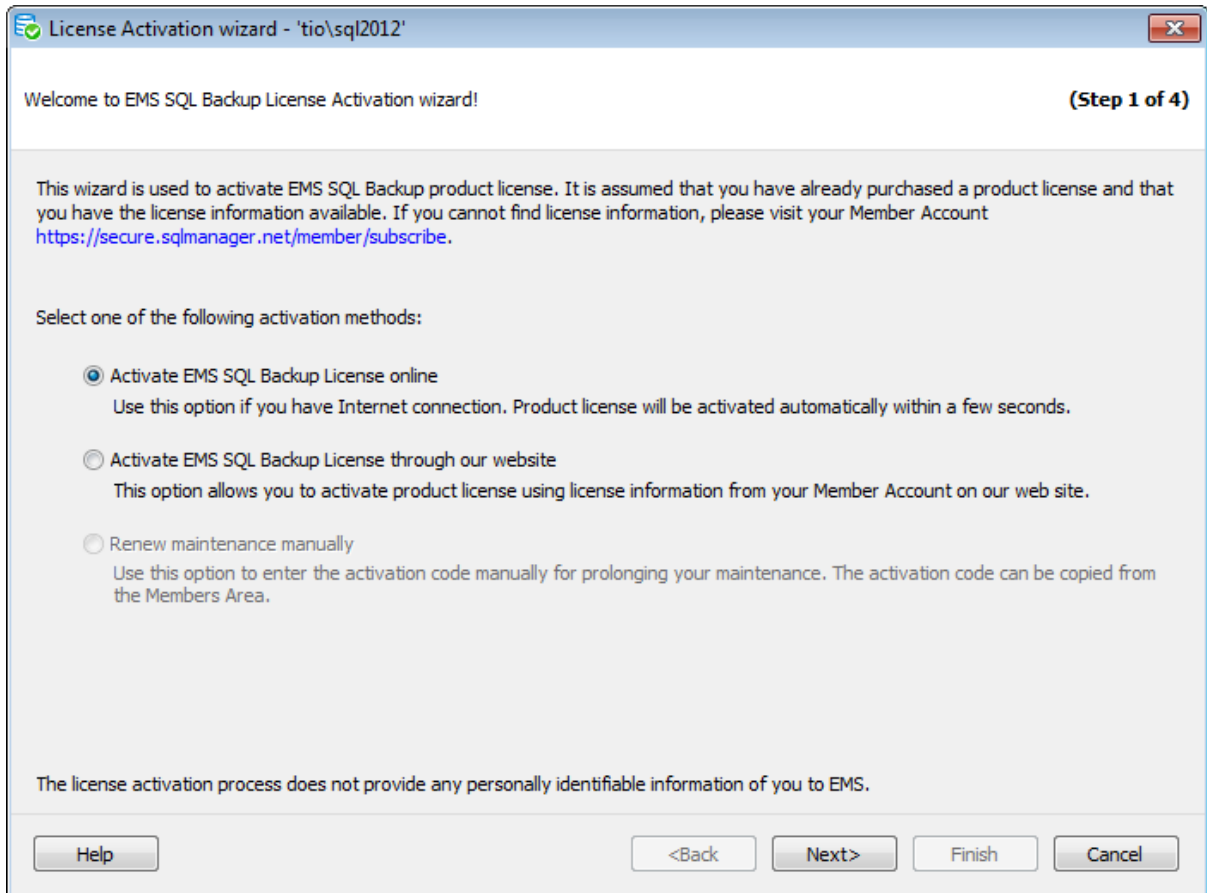 License Activation wizard - 'tio\sql2012'
Welcome to EMS SQL Backup License Activation wizard!
(Step 1 of 4)
This wizard is used to activate EMS SQL Backup product license. It is assumed that you have already purchased a product license and that
you have the license information available. If you cannot find license information, please visit your Member Account
https://secure.sqlmanager.net/member/subscribe.
Select one of the following activation methods:
Activate EMS SQL Backup License online
Use this option if you have Internet connection. Product license will be activated automatically within a few seconds.
Activate EMS SQL Backup License through our website
This option allows you to activate product license using license information from your Member Account on our web site.
Renew maintenance manually
Use this option to enter the activation code manually for prolonging your maintenance. The activation code can be copied from
the Members Area.
The license activation process does not provide any personally identifiable information of you to EMS.
Help
<Back
Next>
Finish
Cancel